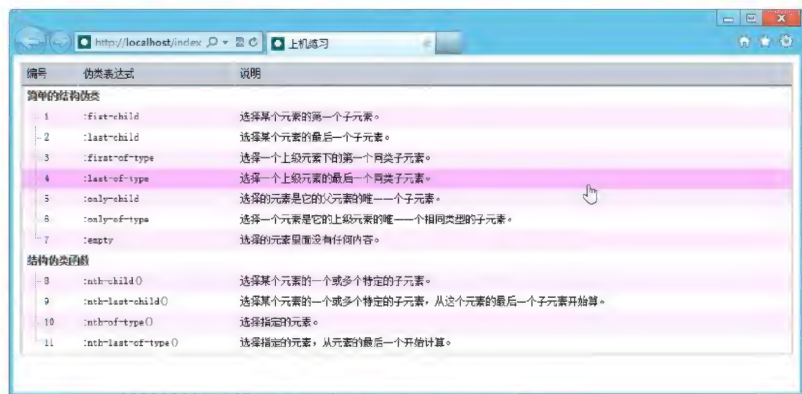 http://localhost/index
上机练习
编号 伪类表达式 说明
简单的结构伪类
1 :fist-child 选择某个元素的第一个子元素。
2 :last-child 选择某个元素的最后一个子元素。
3 :first-of-type 选择一个上级元素下的第一个同类子元素。
4 :last-of-type 选择一个上级元素的最后一个同类子元素。
5 :only-child 选择的元素是它的父元素的唯一一个子元素。
6 :only-of-type 选择一个元素是它的上级元素的唯一一个相同类型的子元素。
7 :empty 选择的元素里面没有任何内容。
结构伪类函数
8 :nth-child() 选择某个元素的一个或多个特定的子元素。
9 :nth-last-child() 选择某个元素的一个或多个特定的子元素，从这个元素的最后一个子元素开始算。
10 :nth-of-type() 选择指定的元素。
11 :nth-last-of-type() 选择指定的元素，从元素的最后一个开始计算。